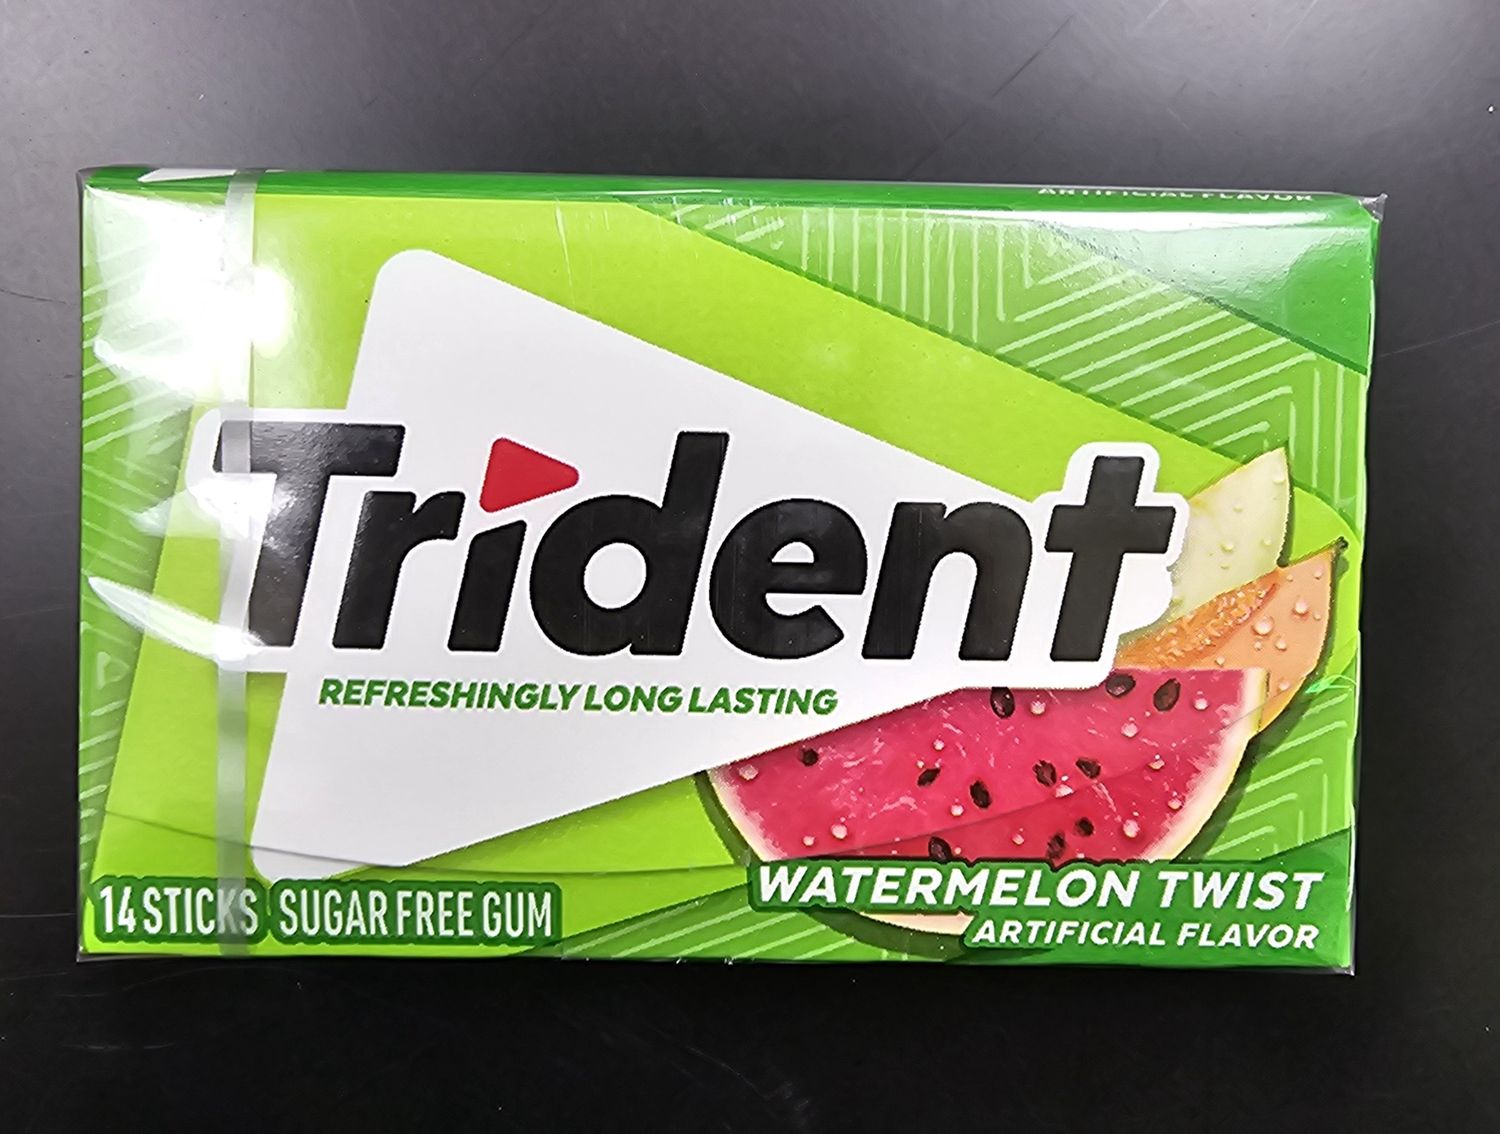 ARTIFICIAL FLAVOR
Trident
REFRESHINGLY LONG LASTING
14 STICKS SUGAR FREE GUM
WATERMELON TWIST
ARTIFICIAL FLAVOR